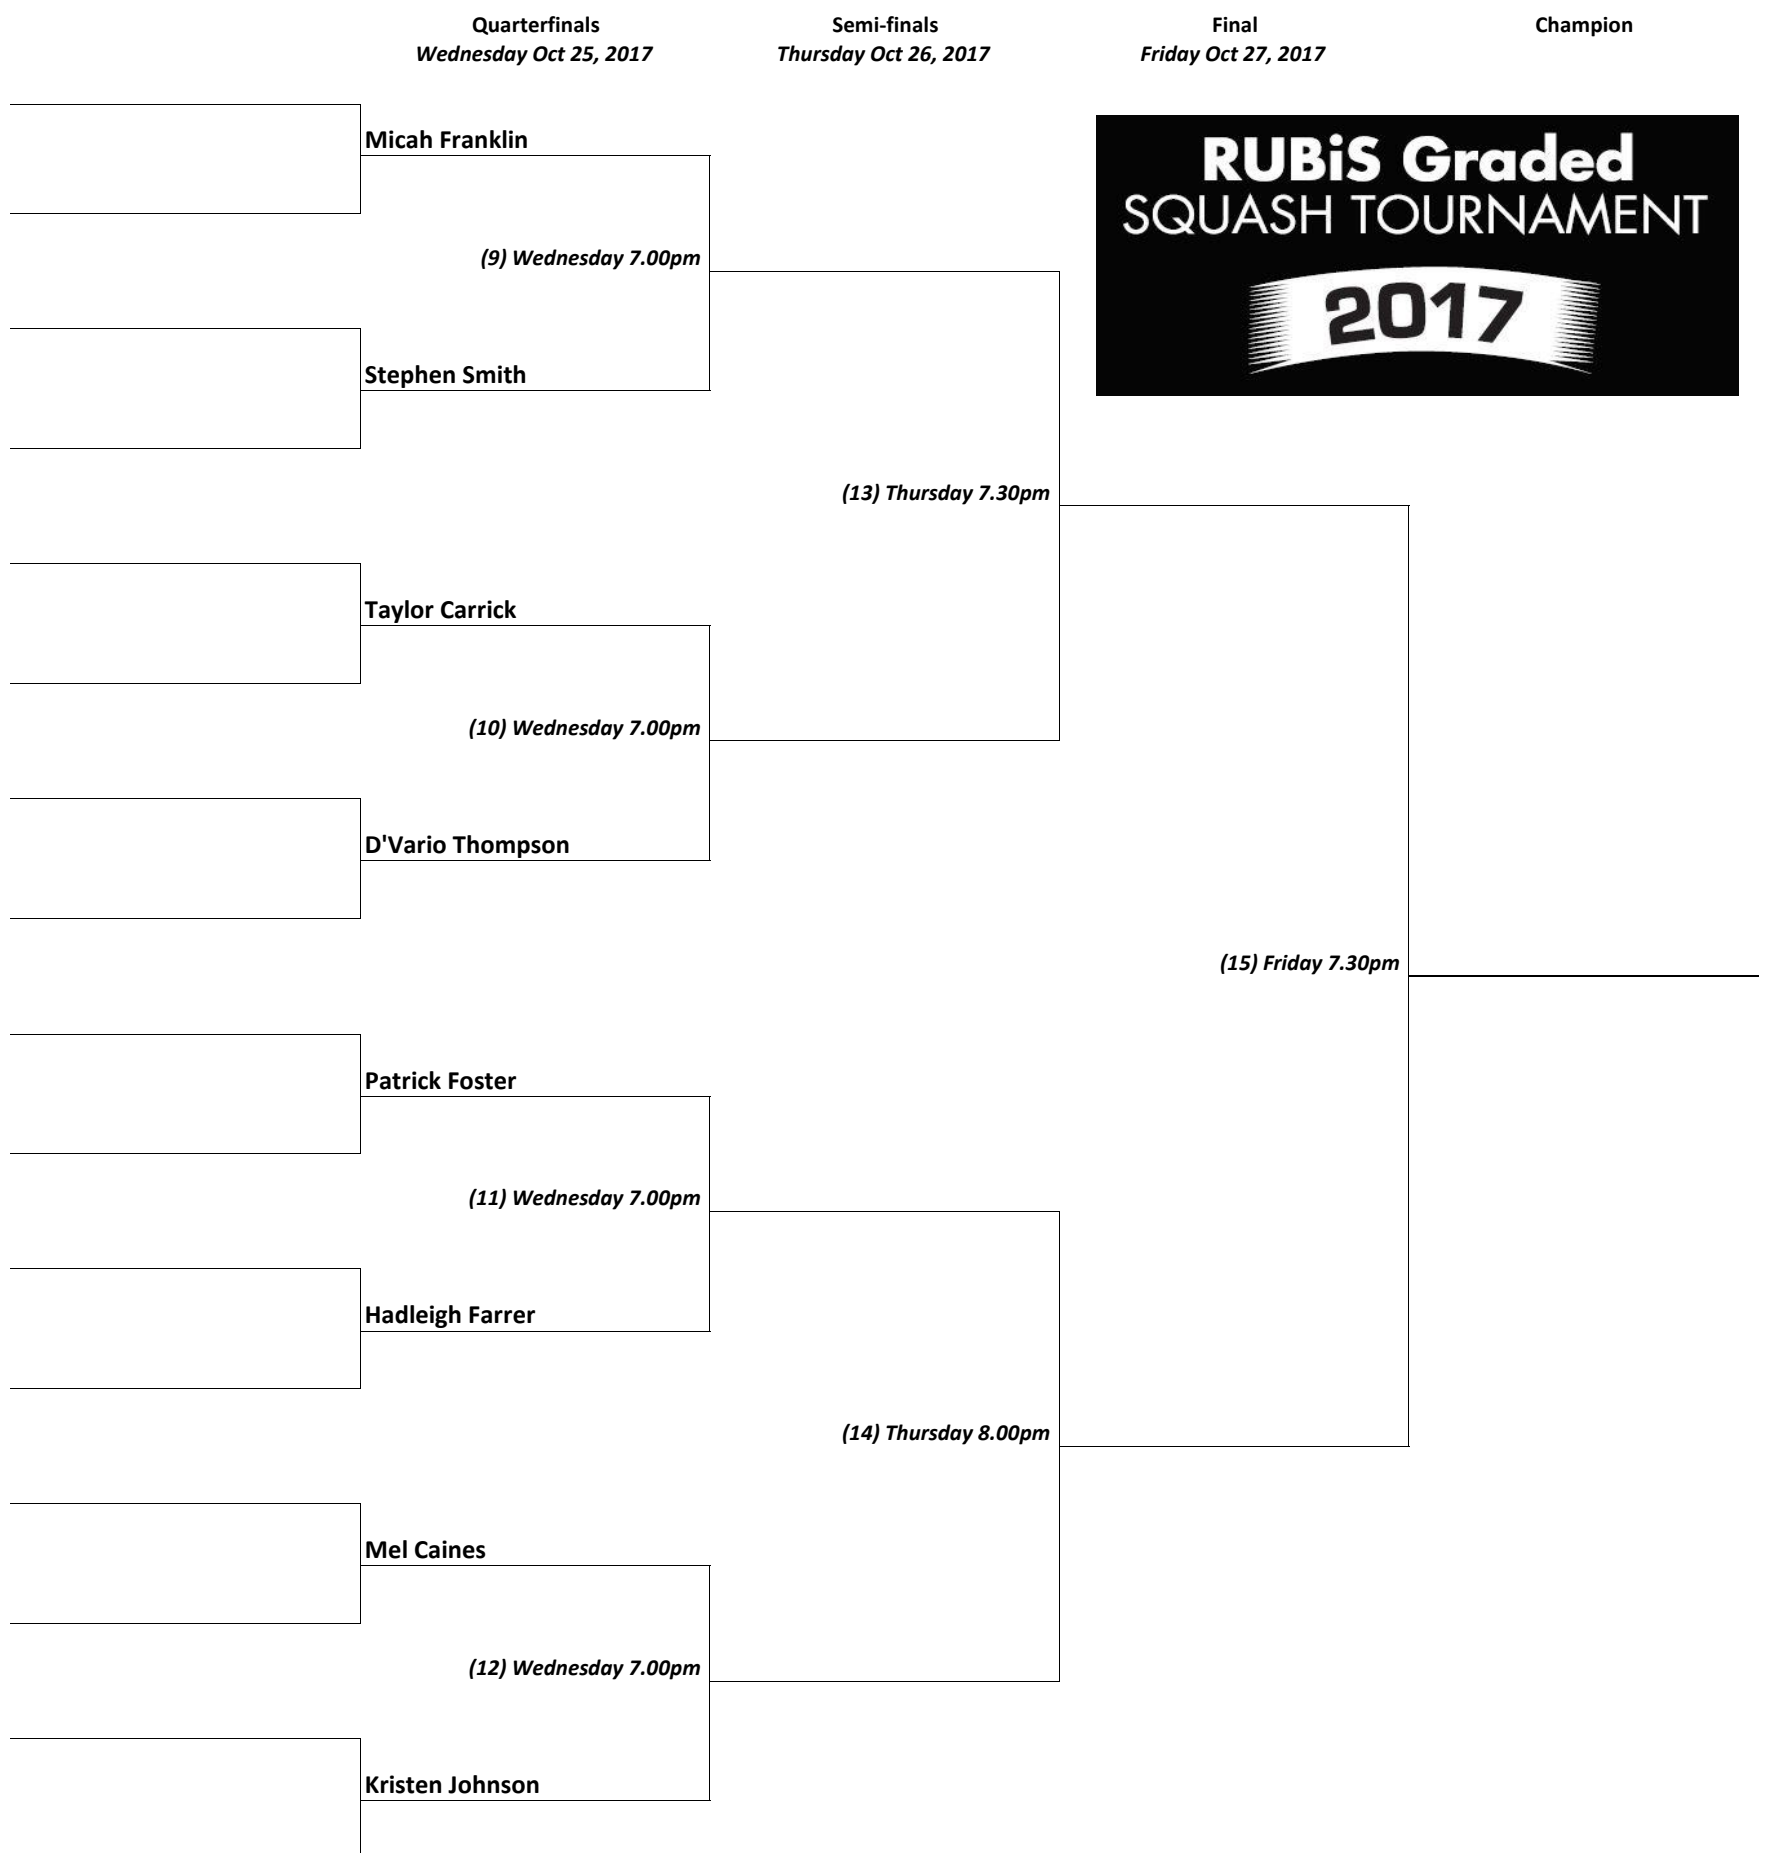 Quarterfinals
Semi-finals
Final
Champion
Wednesday Oct 25, 2017
Thursday Oct 26, 2017
Friday Oct 27, 2017
RUBiS Graded
SQUASH TOURNAMENT
2017
Micah Franklin
(9) Wednesday 7.00pm
Stephen Smith
(13) Thursday 7.30pm
Taylor Carrick
(10) Wednesday 7.00pm
D'Vario Thompson
(15) Friday 7.30pm
Patrick Foster
(11) Wednesday 7.00pm
Hadleigh Farrer
(14) Thursday 8.00pm
Mel Caines
(12) Wednesday 7.00pm
Kristen Johnson